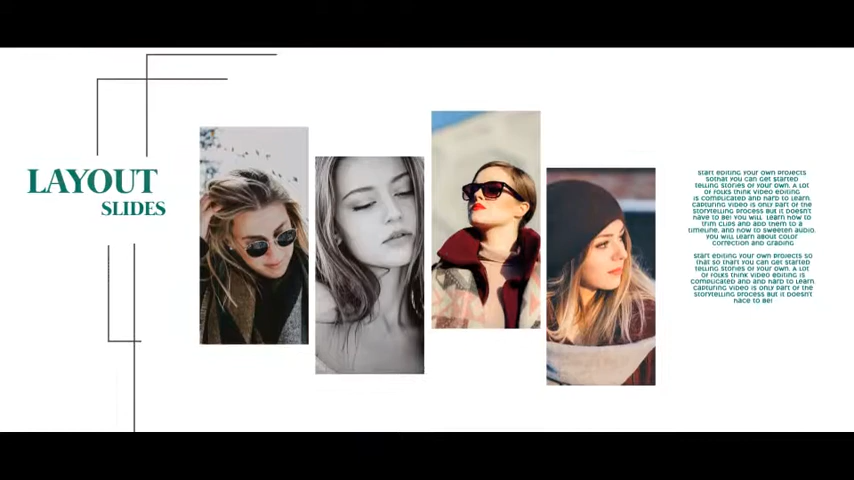 LAYOUT
SLIDES
Start editing your own projects
sothat you can get started
telling stories of your own. A lot
of folks think video editing
is complicated and hard to learn.
capturing video is only part of the
storytelling process but it doesn't
have to be! you will learn how to
trim clips and add them to a
timeline, and how to sweeten audio.
you will learn about color
correction and grading
Start editing your own projects so
that so that you can get started
telling stories of your own. A lot
of folks think video editing is
complicated and and hard to learn.
capturing video is only part of the
storytelling process but it doesn't
hace to be!